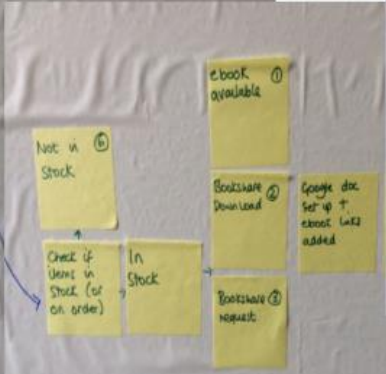 ebook ①
available
Not in ⑥
Stock
Bookshare
Download ②
Google doc
set up +
ebook links
added
Check if
items in
Stock (or
on order)
In
Stock
Bookshare ③
request